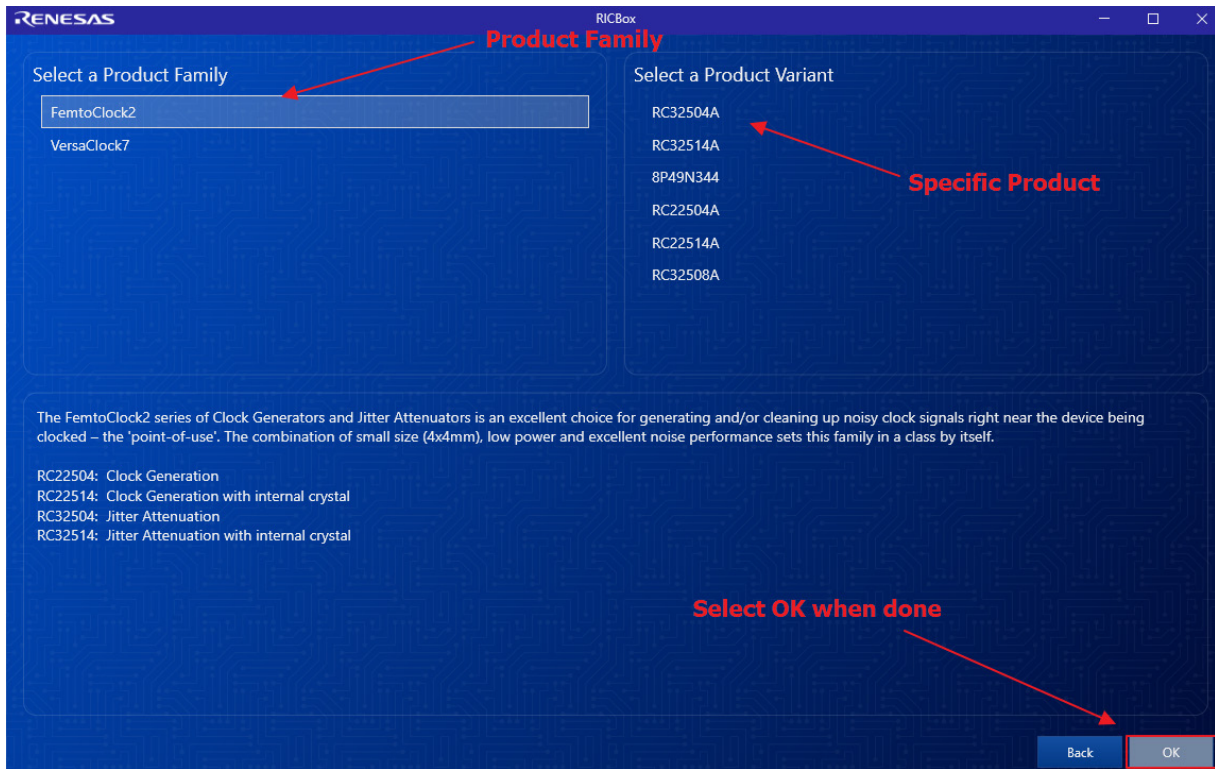 RENESAS
RICBox
Product Family
Select a Product Family
FemtoClock2
VersaClock7
Select a Product Variant
RC32504A
RC32514A
8P49N344
RC22504A
RC22514A
RC32508A
Specific Product
The FemtoClock2 series of Clock Generators and Jitter Attenuators is an excellent choice for generating and/or cleaning up noisy clock signals right near the device being
clocked – the 'point-of-use'. The combination of small size (4x4mm), low power and excellent noise performance sets this family in a class by itself.
RC22504: Clock Generation
RC22514: Clock Generation with internal crystal
RC32504: Jitter Attenuation
RC32514: Jitter Attenuation with internal crystal
Select OK when done
Back
OK